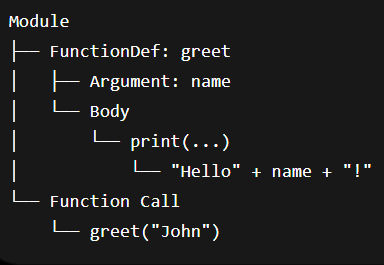 Module
├── FunctionDef: greet
│   ├── Argument: name
│   └── Body
│       └── print(...)
│           └── "Hello" + name + "!"
└── Function Call
    └── greet("John")